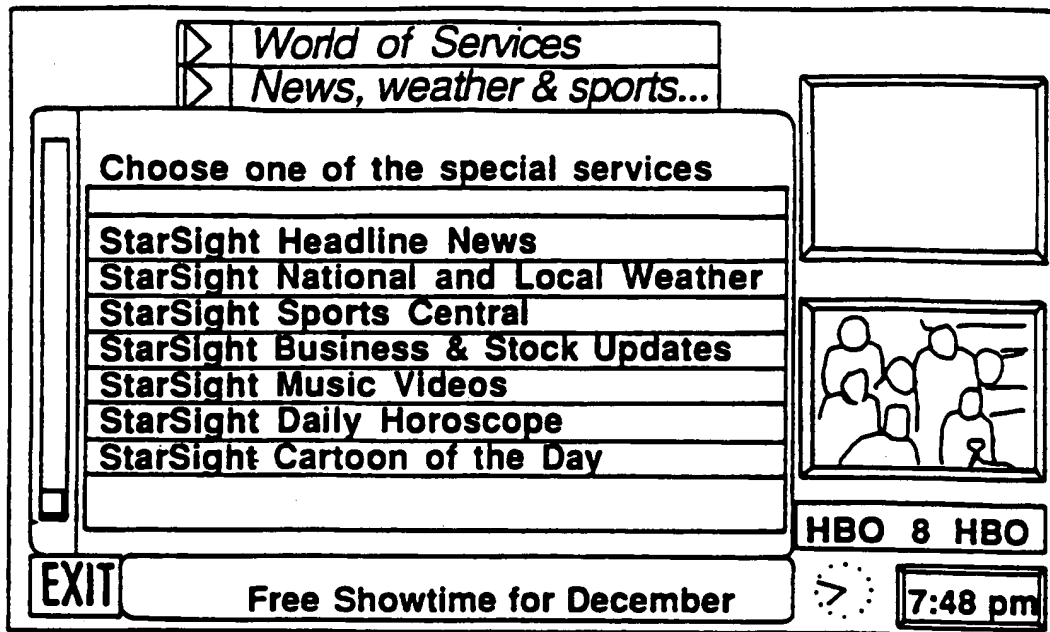 World of Services
News, weather & sports...
Choose one of the special services
StarSight Headline News
StarSight National and Local Weather
StarSight Sports Central
StarSight Business & Stock Updates
StarSight Music Videos
StarSight Daily Horoscope
StarSight Cartoon of the Day
HBO 8 HBO
EXIT
Free Showtime for December
7:48 pm